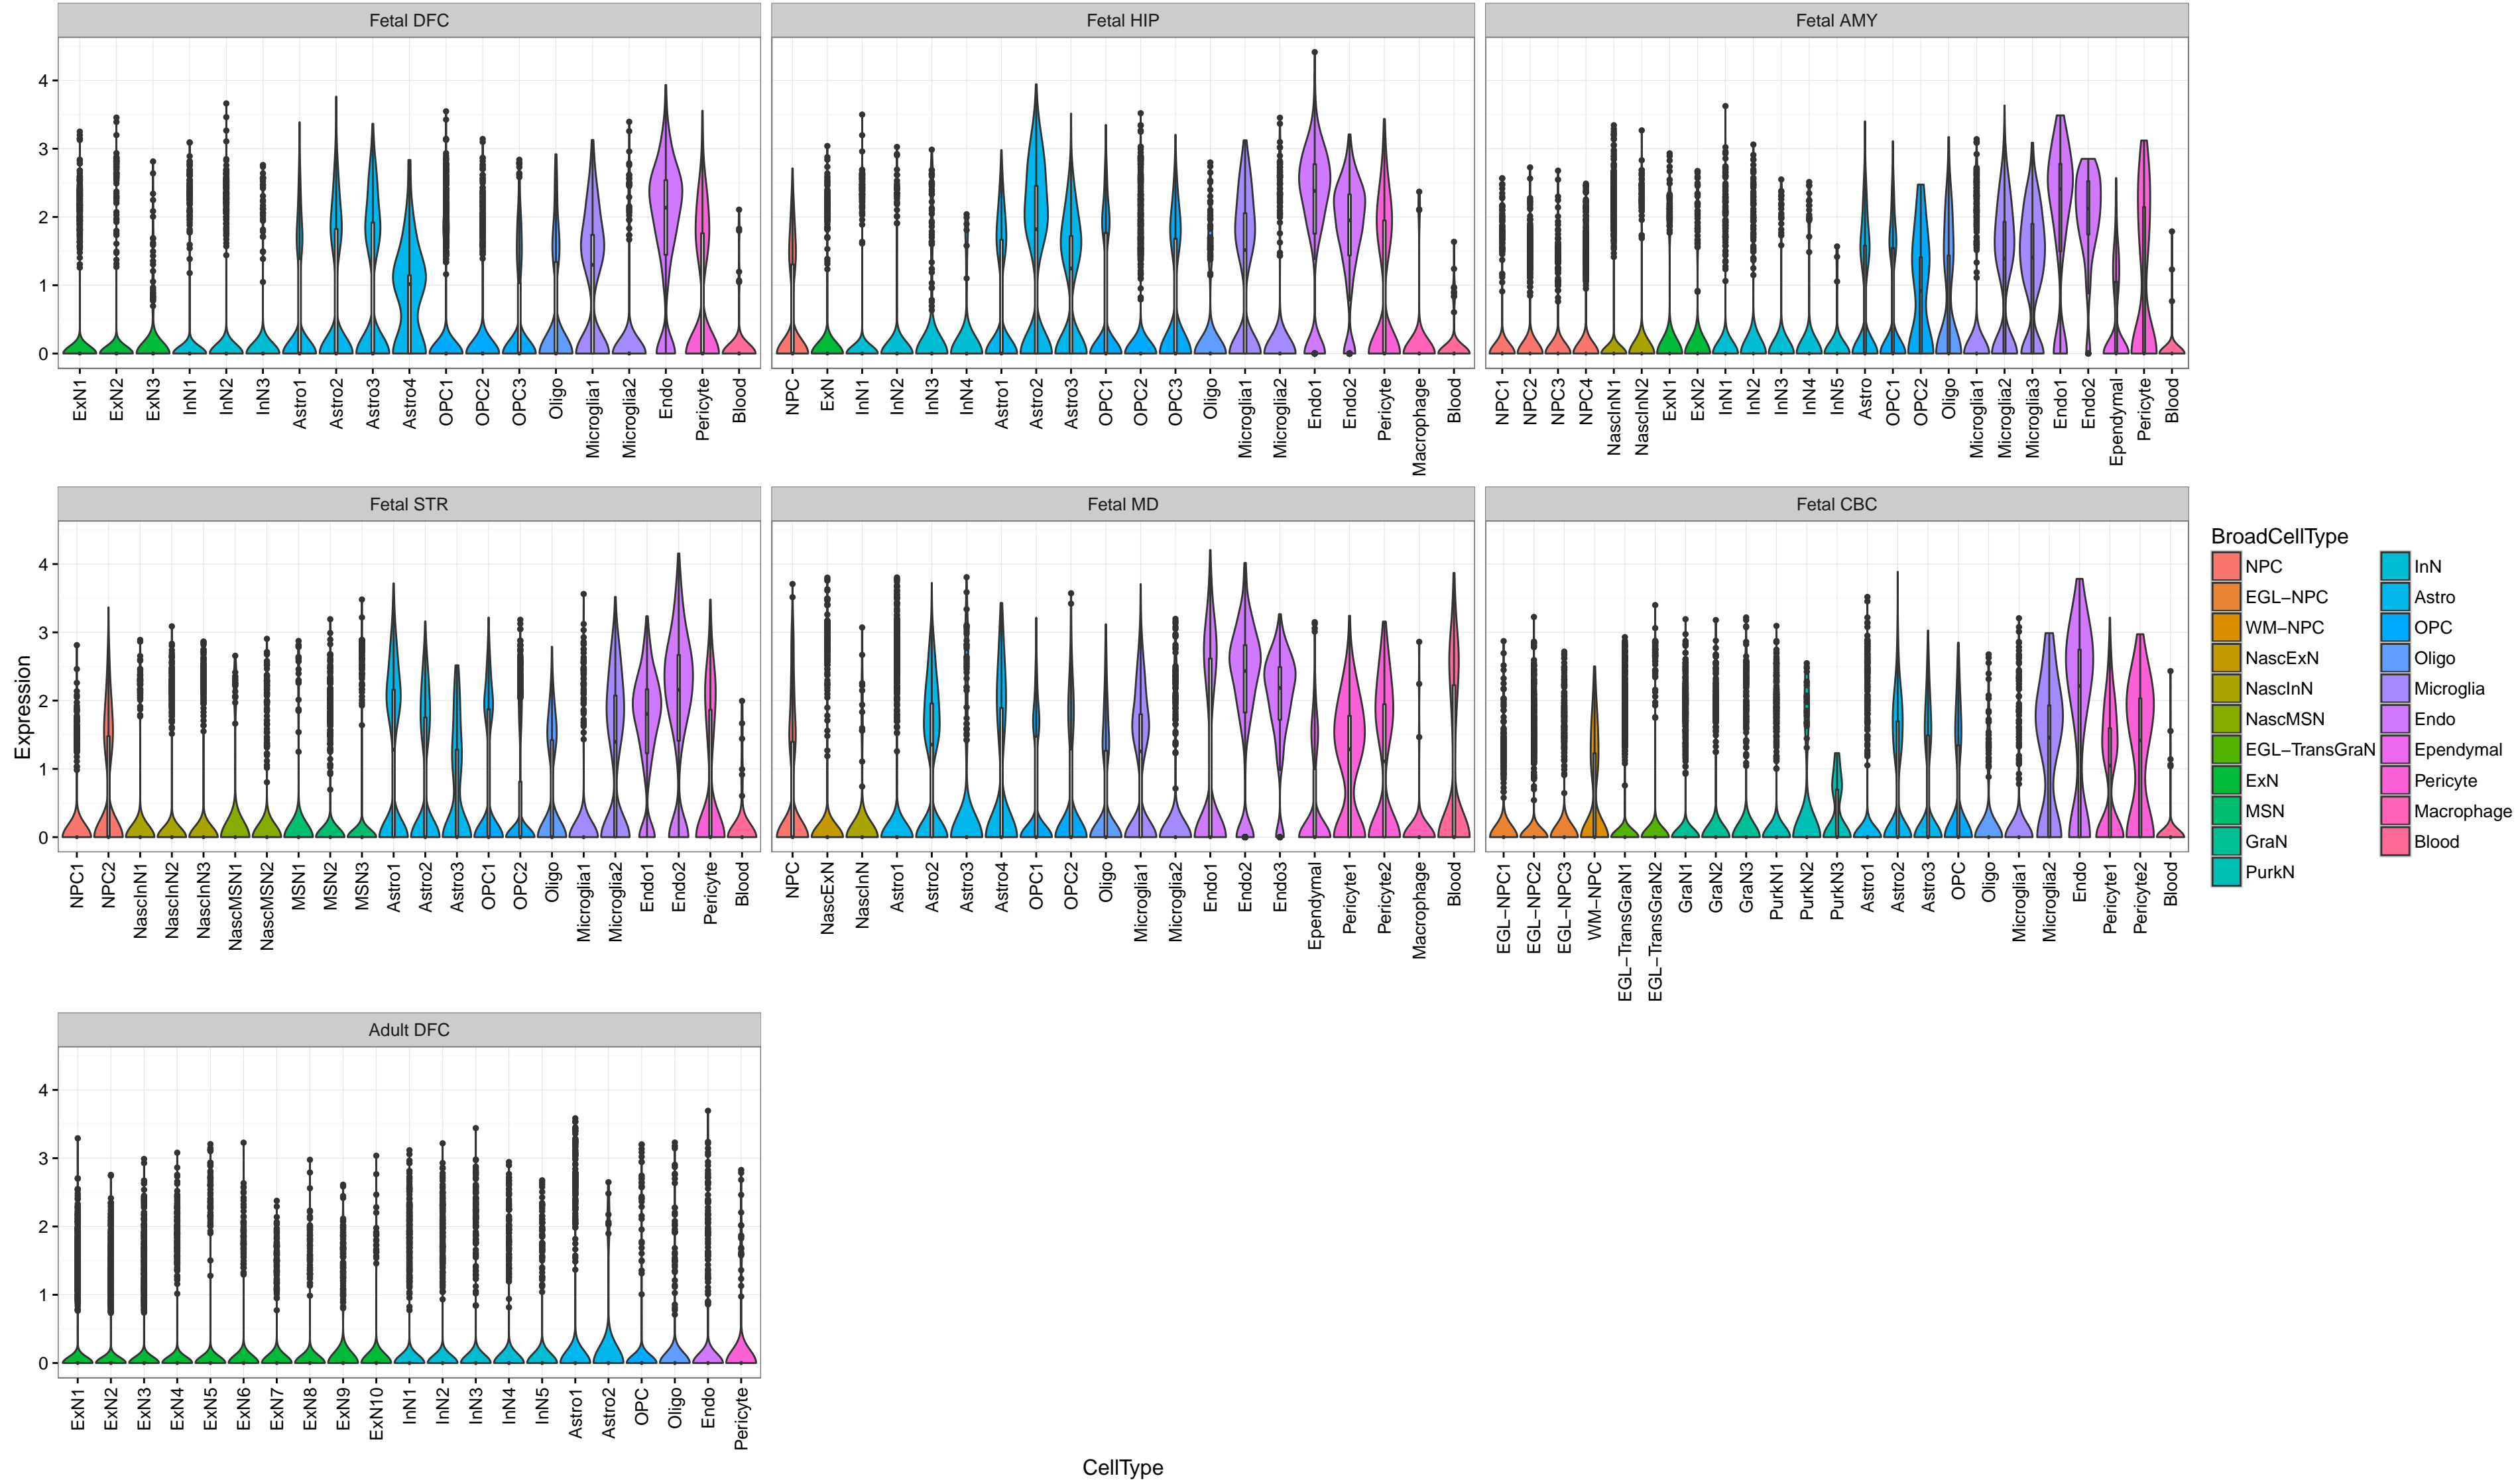 Fetal DFC Fetal HIP Fetal AMY
4
3
2
1
0
ExN1 ExN2 ExN3 InN1 InN2 InN3 Astro1 Astro2 Astro3 Astro4 OPC1 OPC2 OPC3 Oligo Microglia1 Microglia2 Endo Pericyte Blood
NPC ExN InN1 InN2 InN3 InN4 Astro1 Astro2 Astro3 OPC1 OPC2 OPC3 Oligo Microglia1 Microglia2 Endo1 Endo2 Pericyte Macrophage Blood
NPC1 NPC2 NPC3 NPC4 NascInN1 NascInN2 ExN1 ExN2 InN1 InN2 InN3 InN4 InN5 Astro OPC1 OPC2 Oligo Microglia1 Microglia2 Microglia3 Endo1 Endo2 Ependymal Pericyte Blood
Fetal STR Fetal MD Fetal CBC
Expression
4
3
2
1
0
NPC1 NPC2 NascInN1 NascInN2 NascInN3 NascMSN1 NascMSN2 MSN1 MSN2 MSN3 Astro1 Astro2 Astro3 OPC1 OPC2 Oligo Microglia1 Microglia2 Endo1 Endo2 Pericyte Blood
NPC NascExN NascInN Astro1 Astro2 Astro3 Astro4 OPC1 OPC2 Oligo Microglia1 Microglia2 Endo1 Endo2 Endo3 Ependymal Pericyte1 Pericyte2 Macrophage Blood
EGL−NPC1 EGL−NPC2 EGL−NPC3 WM−NPC EGL−TransGraN1 EGL−TransGraN2 GraN1 GraN2 GraN3 PurkN1 PurkN2 PurkN3 Astro1 Astro2 Astro3 OPC Oligo Microglia1 Microglia2 Endo Pericyte1 Pericyte2 Blood
BroadCellType
NPC InN
EGL−NPC Astro
WM−NPC OPC
NascExN Oligo
NascInN Microglia
NascMSN Endo
EGL−TransGraN Ependymal
ExN Pericyte
MSN Macrophage
GraN Blood
PurkN
Adult DFC
4
3
2
1
0
ExN1 ExN2 ExN3 ExN4 ExN5 ExN6 ExN7 ExN8 ExN9 ExN10 InN1 InN2 InN3 InN4 InN5 Astro1 Astro2 OPC Oligo Endo Pericyte
CellType